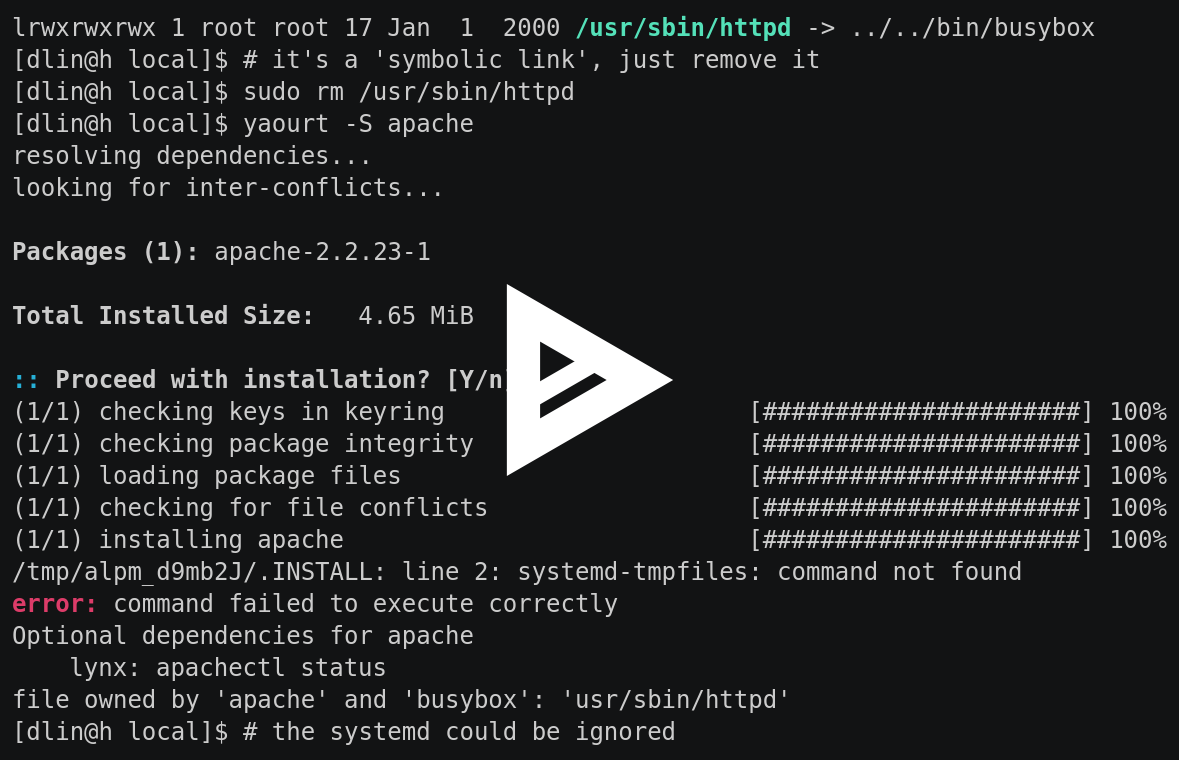 lrwxrwxrwx 1 root root 17 Jan  1  2000 /usr/sbin/httpd -> ../../bin/busybox
[dlin@h local]$ # it's a 'symbolic link', just remove it
[dlin@h local]$ sudo rm /usr/sbin/httpd
[dlin@h local]$ yaourt -S apache
resolving dependencies...
looking for inter-conflicts...
Packages (1): apache-2.2.23-1
Total Installed Size:   4.65 MiB
:: Proceed with installation? [Y/n]
(1/1) checking keys in keyring                     [######################] 100%
(1/1) checking package integrity                   [######################] 100%
(1/1) loading package files                        [######################] 100%
(1/1) checking for file conflicts                  [######################] 100%
(1/1) installing apache                            [######################] 100%
/tmp/alpm_d9mb2J/.INSTALL: line 2: systemd-tmpfiles: command not found
error: command failed to execute correctly
Optional dependencies for apache
    lynx: apachectl status
file owned by 'apache' and 'busybox': 'usr/sbin/httpd'
[dlin@h local]$ # the systemd could be ignored